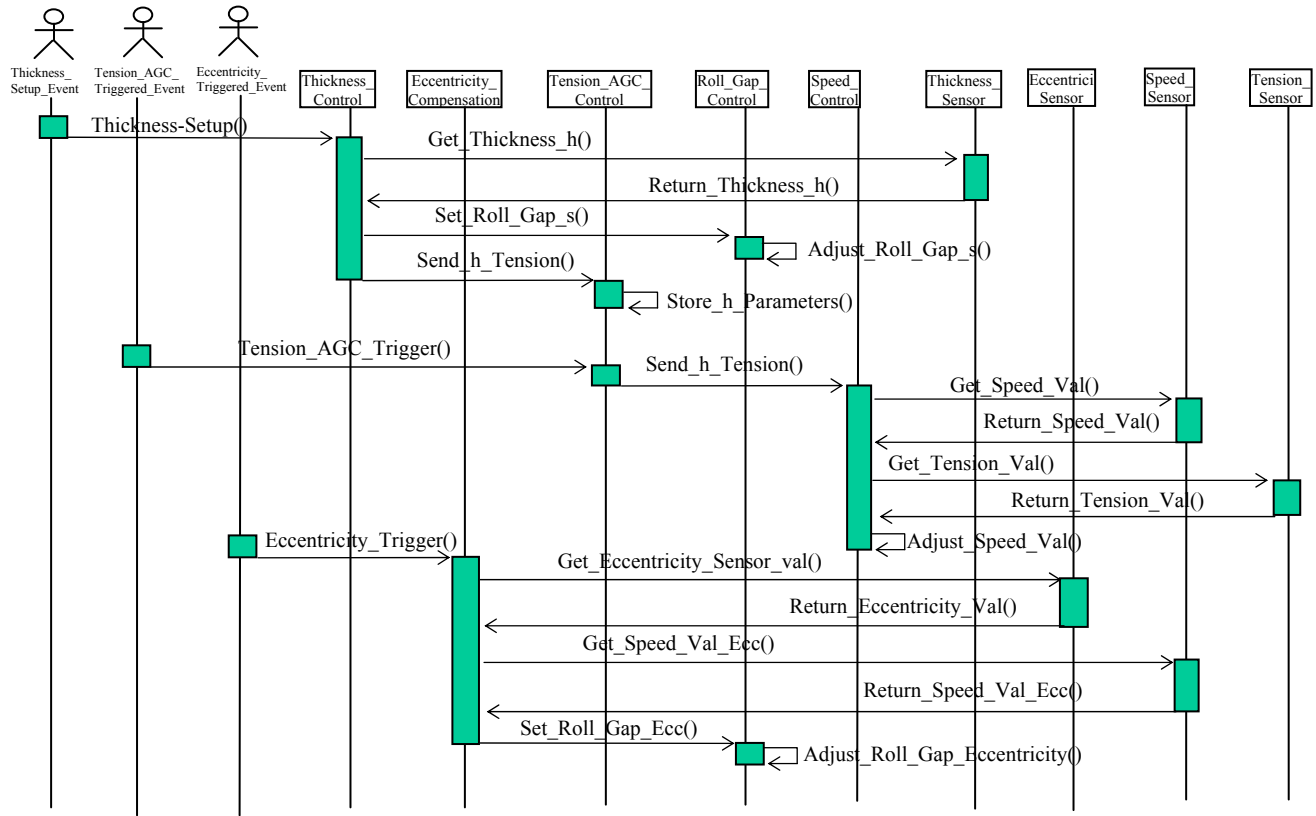 Thickness_
Setup_Event
Tension_AGC_
Triggered_Event
Eccentricity_
Triggered_Event
Thickness_
Control
Eccentricity_
Compensation
Tension_AGC_
Control
Roll_Gap_
Control
Speed_
Control
Thickness_
Sensor
Eccentrici
Sensor
Speed_
Sensor
Tension_
Sensor
Thickness-Setup()
Get_Thickness_h()
Return_Thickness_h()
Set_Roll_Gap_s()
Adjust_Roll_Gap_s()
Send_h_Tension()
Store_h_Parameters()
Tension_AGC_Trigger()
Send_h_Tension()
Get_Speed_Val()
Return_Speed_Val()
Get_Tension_Val()
Return_Tension_Val()
Adjust_Speed_Val()
Eccentricity_Trigger()
Get_Eccentricity_Sensor_val()
Return_Eccentricity_Val()
Get_Speed_Val_Ecc()
Return_Speed_Val_Ecc()
Set_Roll_Gap_Ecc()
Adjust_Roll_Gap_Eccentricity()